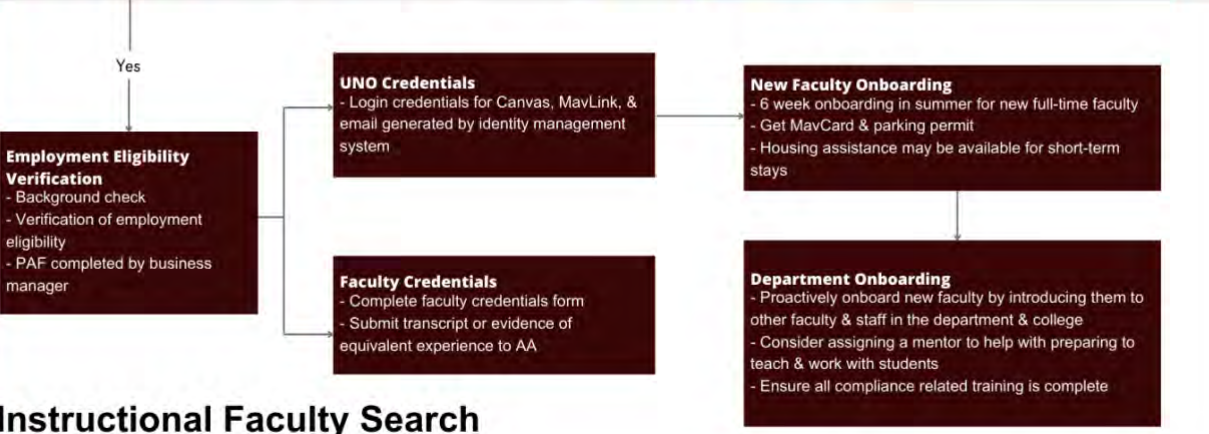 Yes
Employment Eligibility
Verification
- Background check
- Verification of employment
eligibility
- PAF completed by business
manager
UNO Credentials
- Login credentials for Canvas, MavLink, &
email generated by identity management
system
Faculty Credentials
- Complete faculty credentials form
- Submit transcript or evidence of
equivalent experience to AA
New Faculty Onboarding
- 6 week onboarding in summer for new full-time faculty
- Get MavCard & parking permit
- Housing assistance may be available for short-term
stays
Department Onboarding
- Proactively onboard new faculty by introducing them to
other faculty & staff in the department & college
- Consider assigning a mentor to help with preparing to
teach & work with students
- Ensure all compliance related training is complete
Instructional Faculty Search